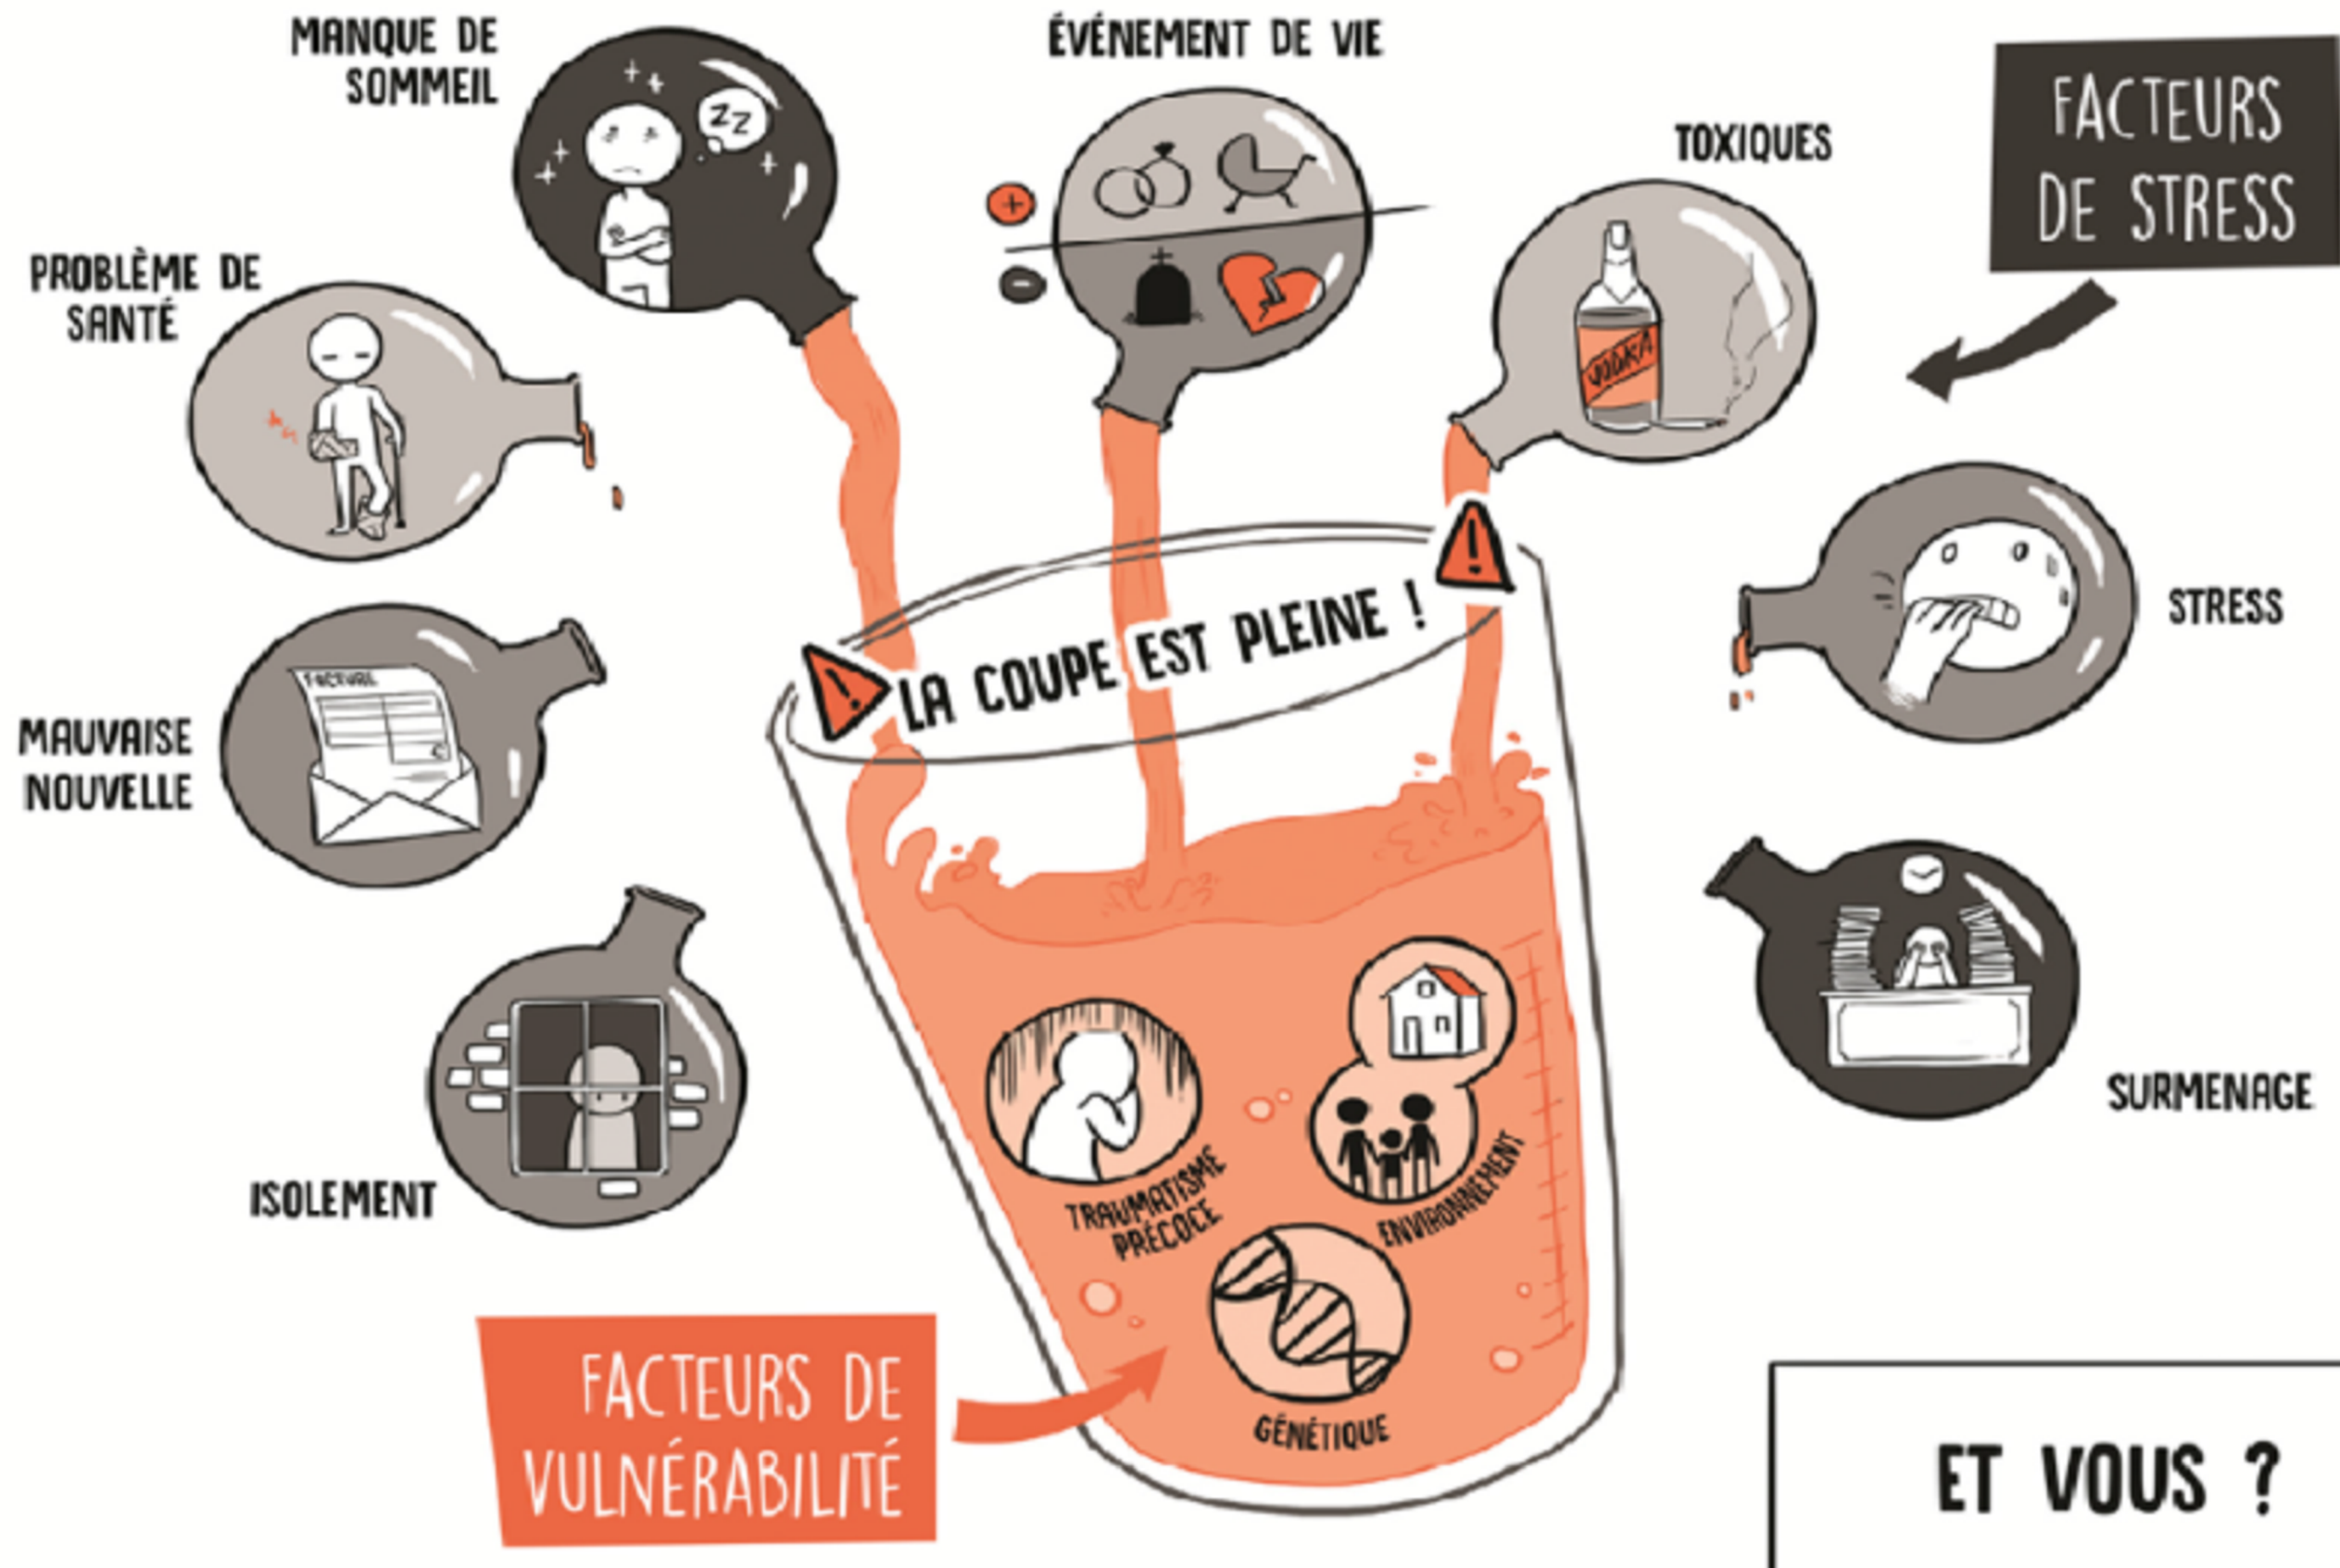 MANQUE DE
SOMMEIL
ÉVÉNEMENT DE VIE
TOXIQUES
FACTEURS
DE STRESS
PROBLÈME DE
SANTÉ
ZZ
+
-
VODKA
!
LA COUPE EST PLEINE !
!
STRESS
FACTURE
MAUVAISE
NOUVELLE
SURMENAGE
ISOLEMENT
TRAUMATISME
PRÉCOCE
ENVIRONNEMENT
GÉNÉTIQUE
FACTEURS DE
VULNÉRABILITÉ
ET VOUS ?